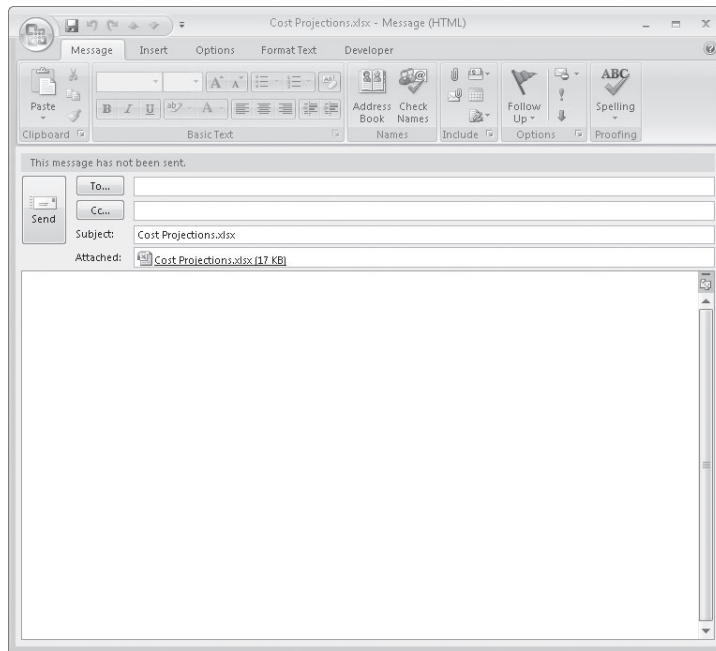 Cost Projections.xlsx - Message (HTML)
Message Insert Options Format Text Developer
Paste
B I U ab A A A
ABC
Address Book
Check Names
Follow Up
Spelling
Clipboard Basic Text Names Include Options Proofing
This message has not been sent.
Send
To...
Cc...
Subject: Cost Projections.xlsx
Attached: Cost Projections.xlsx (17 KB)